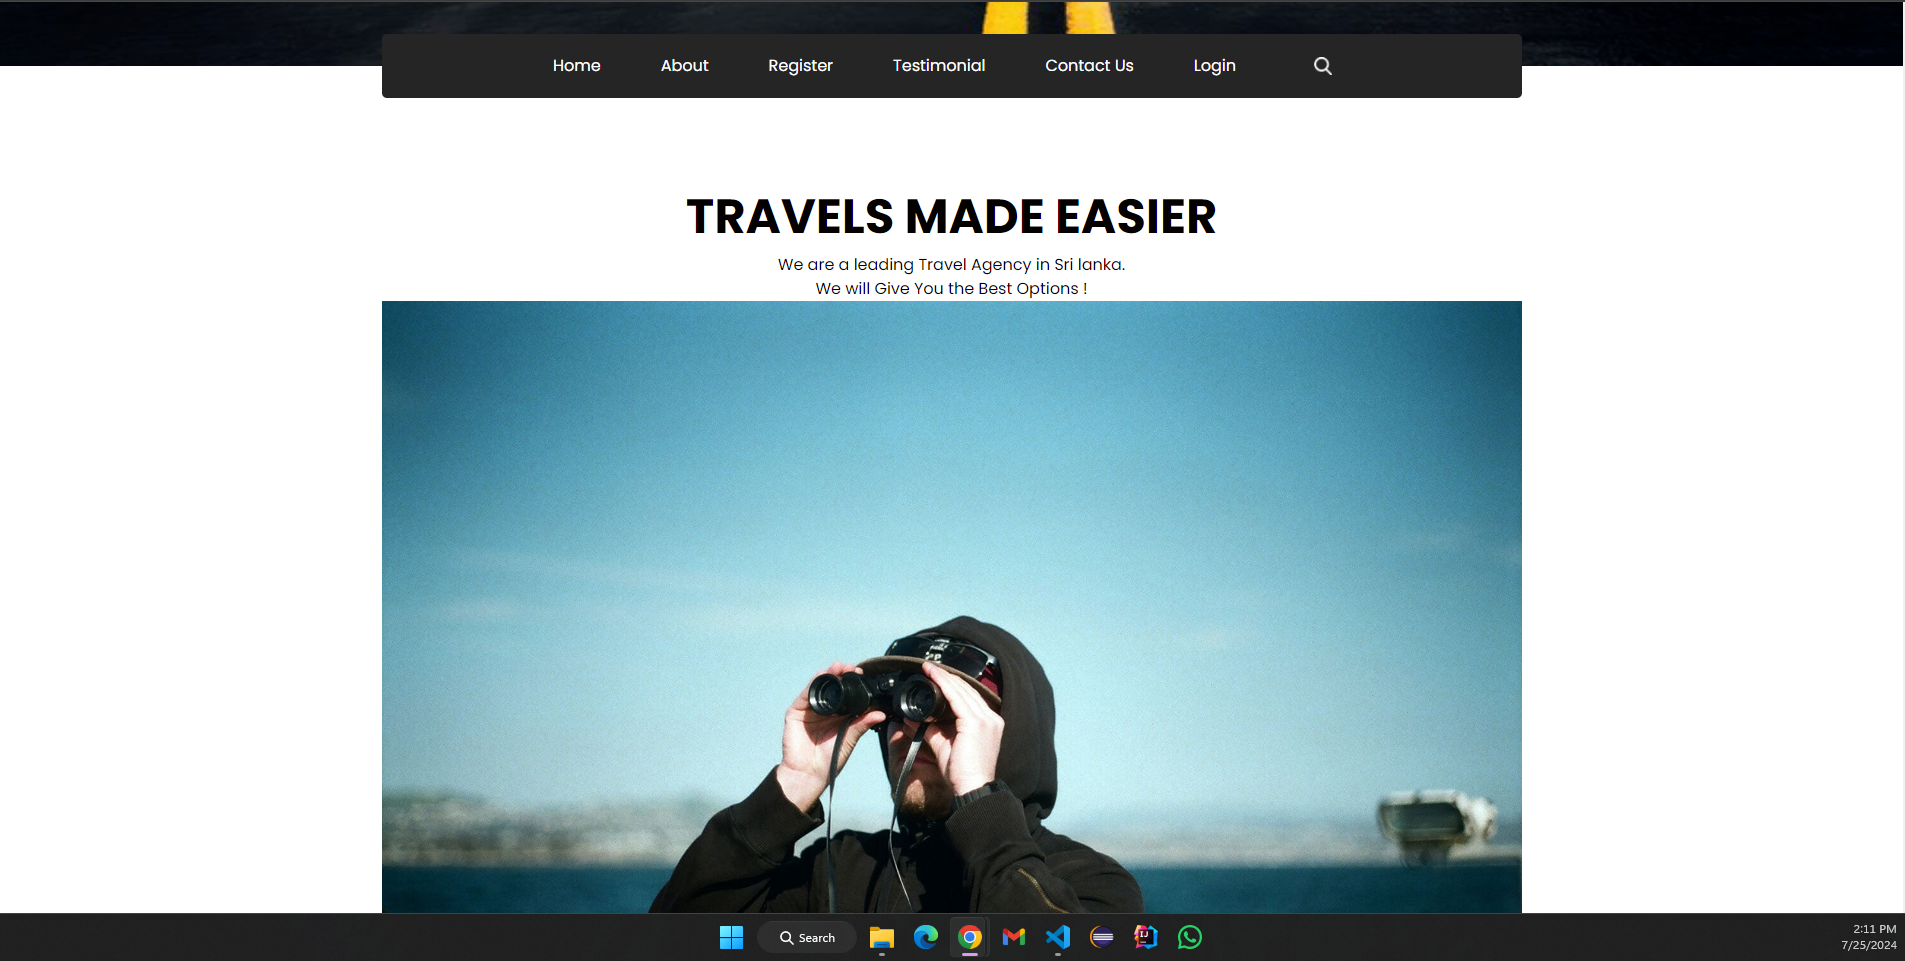 Home About Register Testimonial Contact Us Login
TRAVELS MADE EASIER
We are a leading Travel Agency in Sri lanka.
We will Give You the Best Options !
Search
2:11 PM
7/25/2024